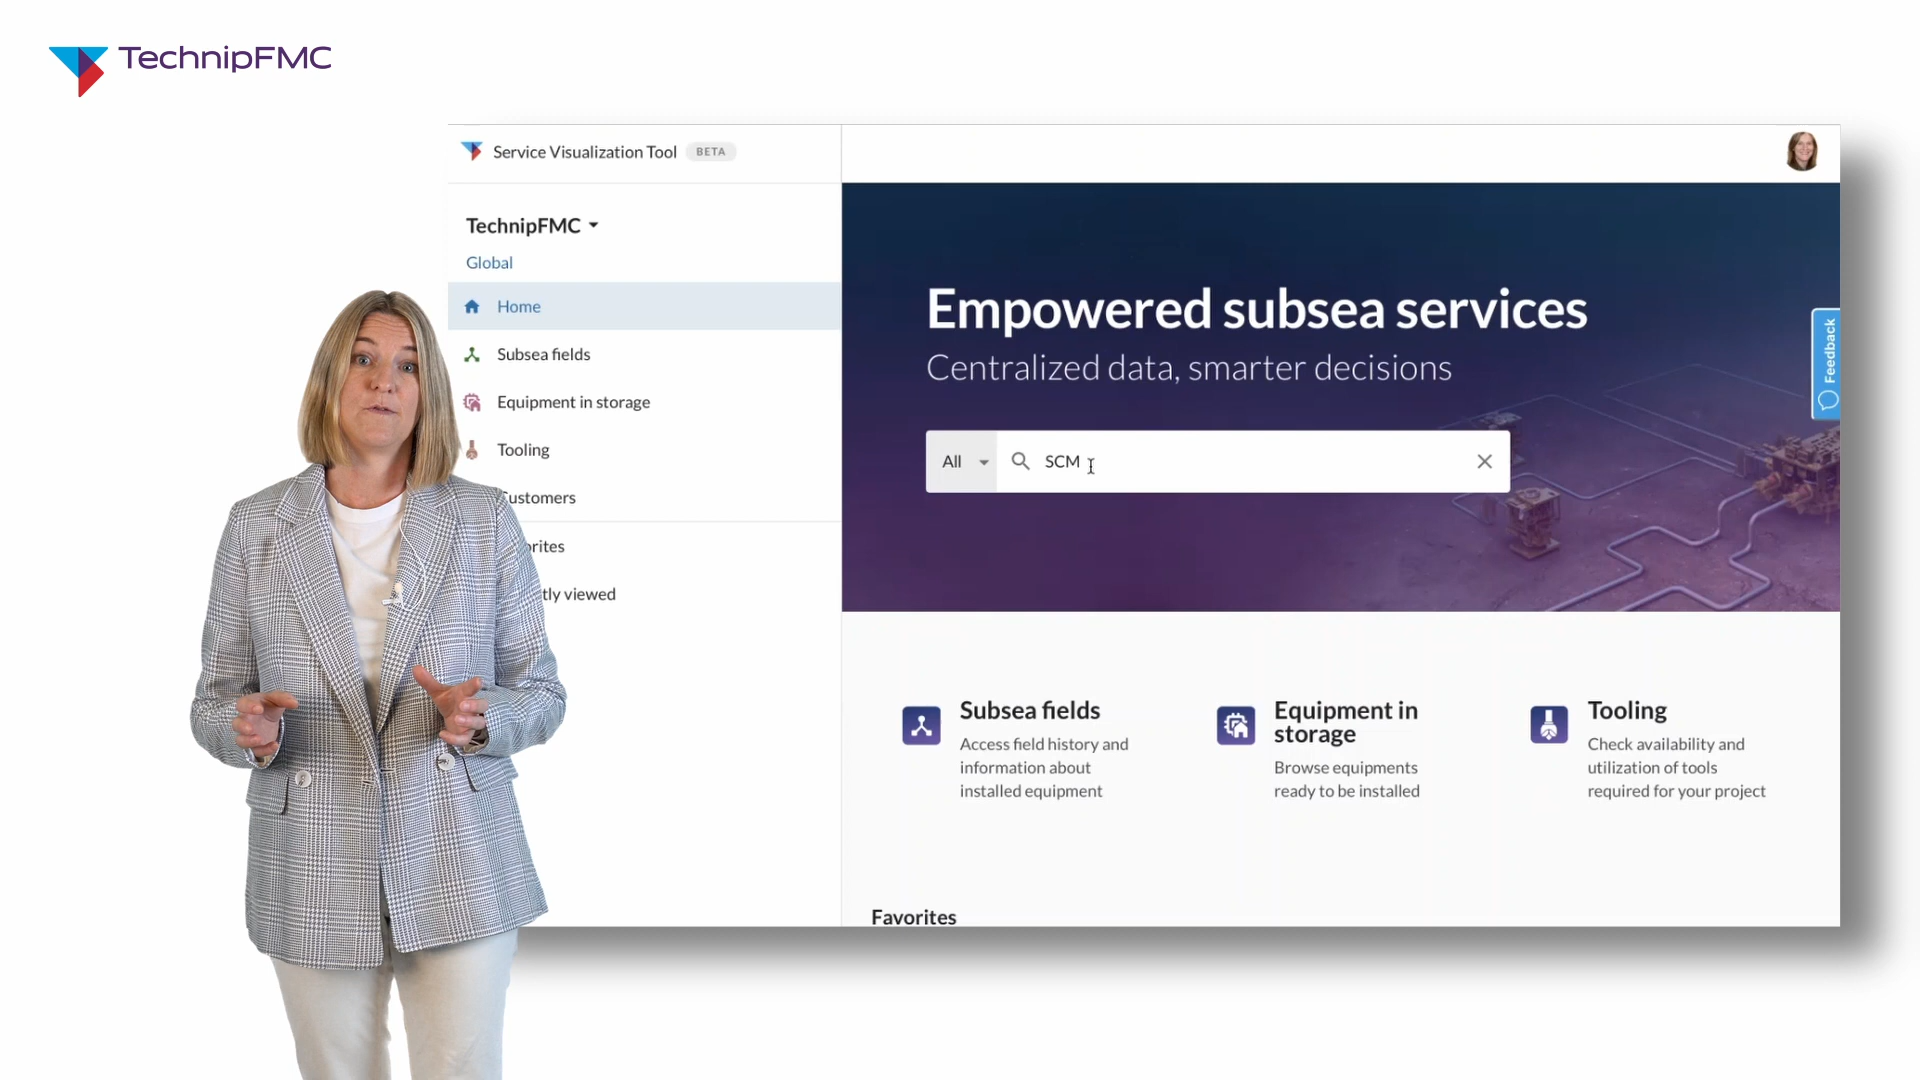 TechnipFMC
Service Visualization Tool BETA
TechnipFMC
Global
Home
Subsea fields
Equipment in storage
Tooling
viewed
Empowered subsea services
Centralized data, smarter decisions
All SCM
Feedback
Subsea fields
Access field history and
information about
installed equipment
Equipment in
storage
Browse equipments
ready to be installed
Tooling
Check availability and
utilization of tools
required for your project
Favorites